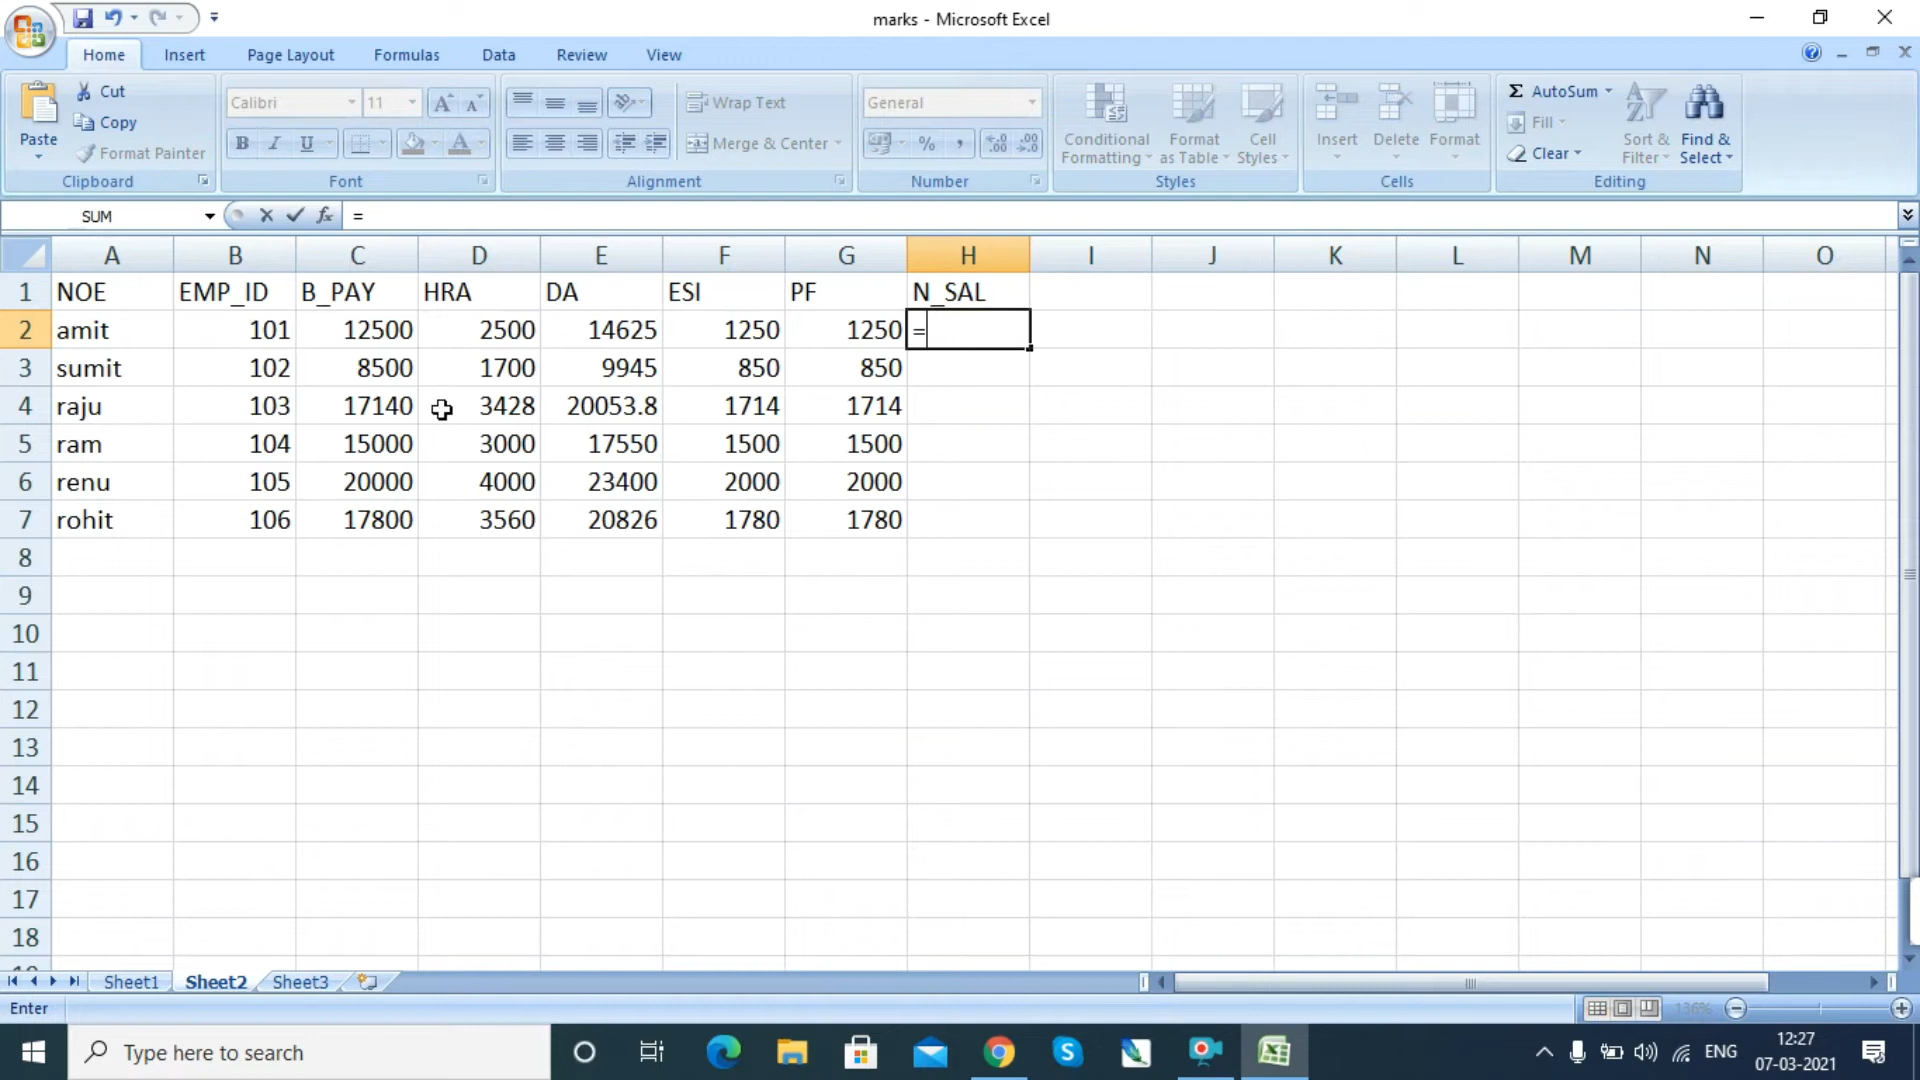 marks - Microsoft Excel
Home Insert Page Layout Formulas Data Review View
Paste
Cut
Copy
Format Painter
Clipboard
Calibri 11 A A
B I U A
Font
Wrap Text
Merge & Center
Alignment
General
% , .0 .00 .00 .0
Number
Conditional Formatting
Format as Table
Cell Styles
Styles
Insert Delete Format
Cells
Σ AutoSum
Fill
Clear
Sort & Filter
Find & Select
Editing
SUM fx =
A B C D E F G H I J K L M N O
1 NOE EMP_ID B_PAY HRA DA ESI PF N_SAL
2 amit 101 12500 2500 14625 1250 1250 =
3 sumit 102 8500 1700 9945 850 850
4 raju 103 17140 3428 20053.8 1714 1714
5 ram 104 15000 3000 17550 1500 1500
6 renu 105 20000 4000 23400 2000 2000
7 rohit 106 17800 3560 20826 1780 1780
8
9
10
11
12
13
14
15
16
17
18
Sheet1 Sheet2 Sheet3
Enter 136%
Type here to search
ENG
12:27
07-03-2021